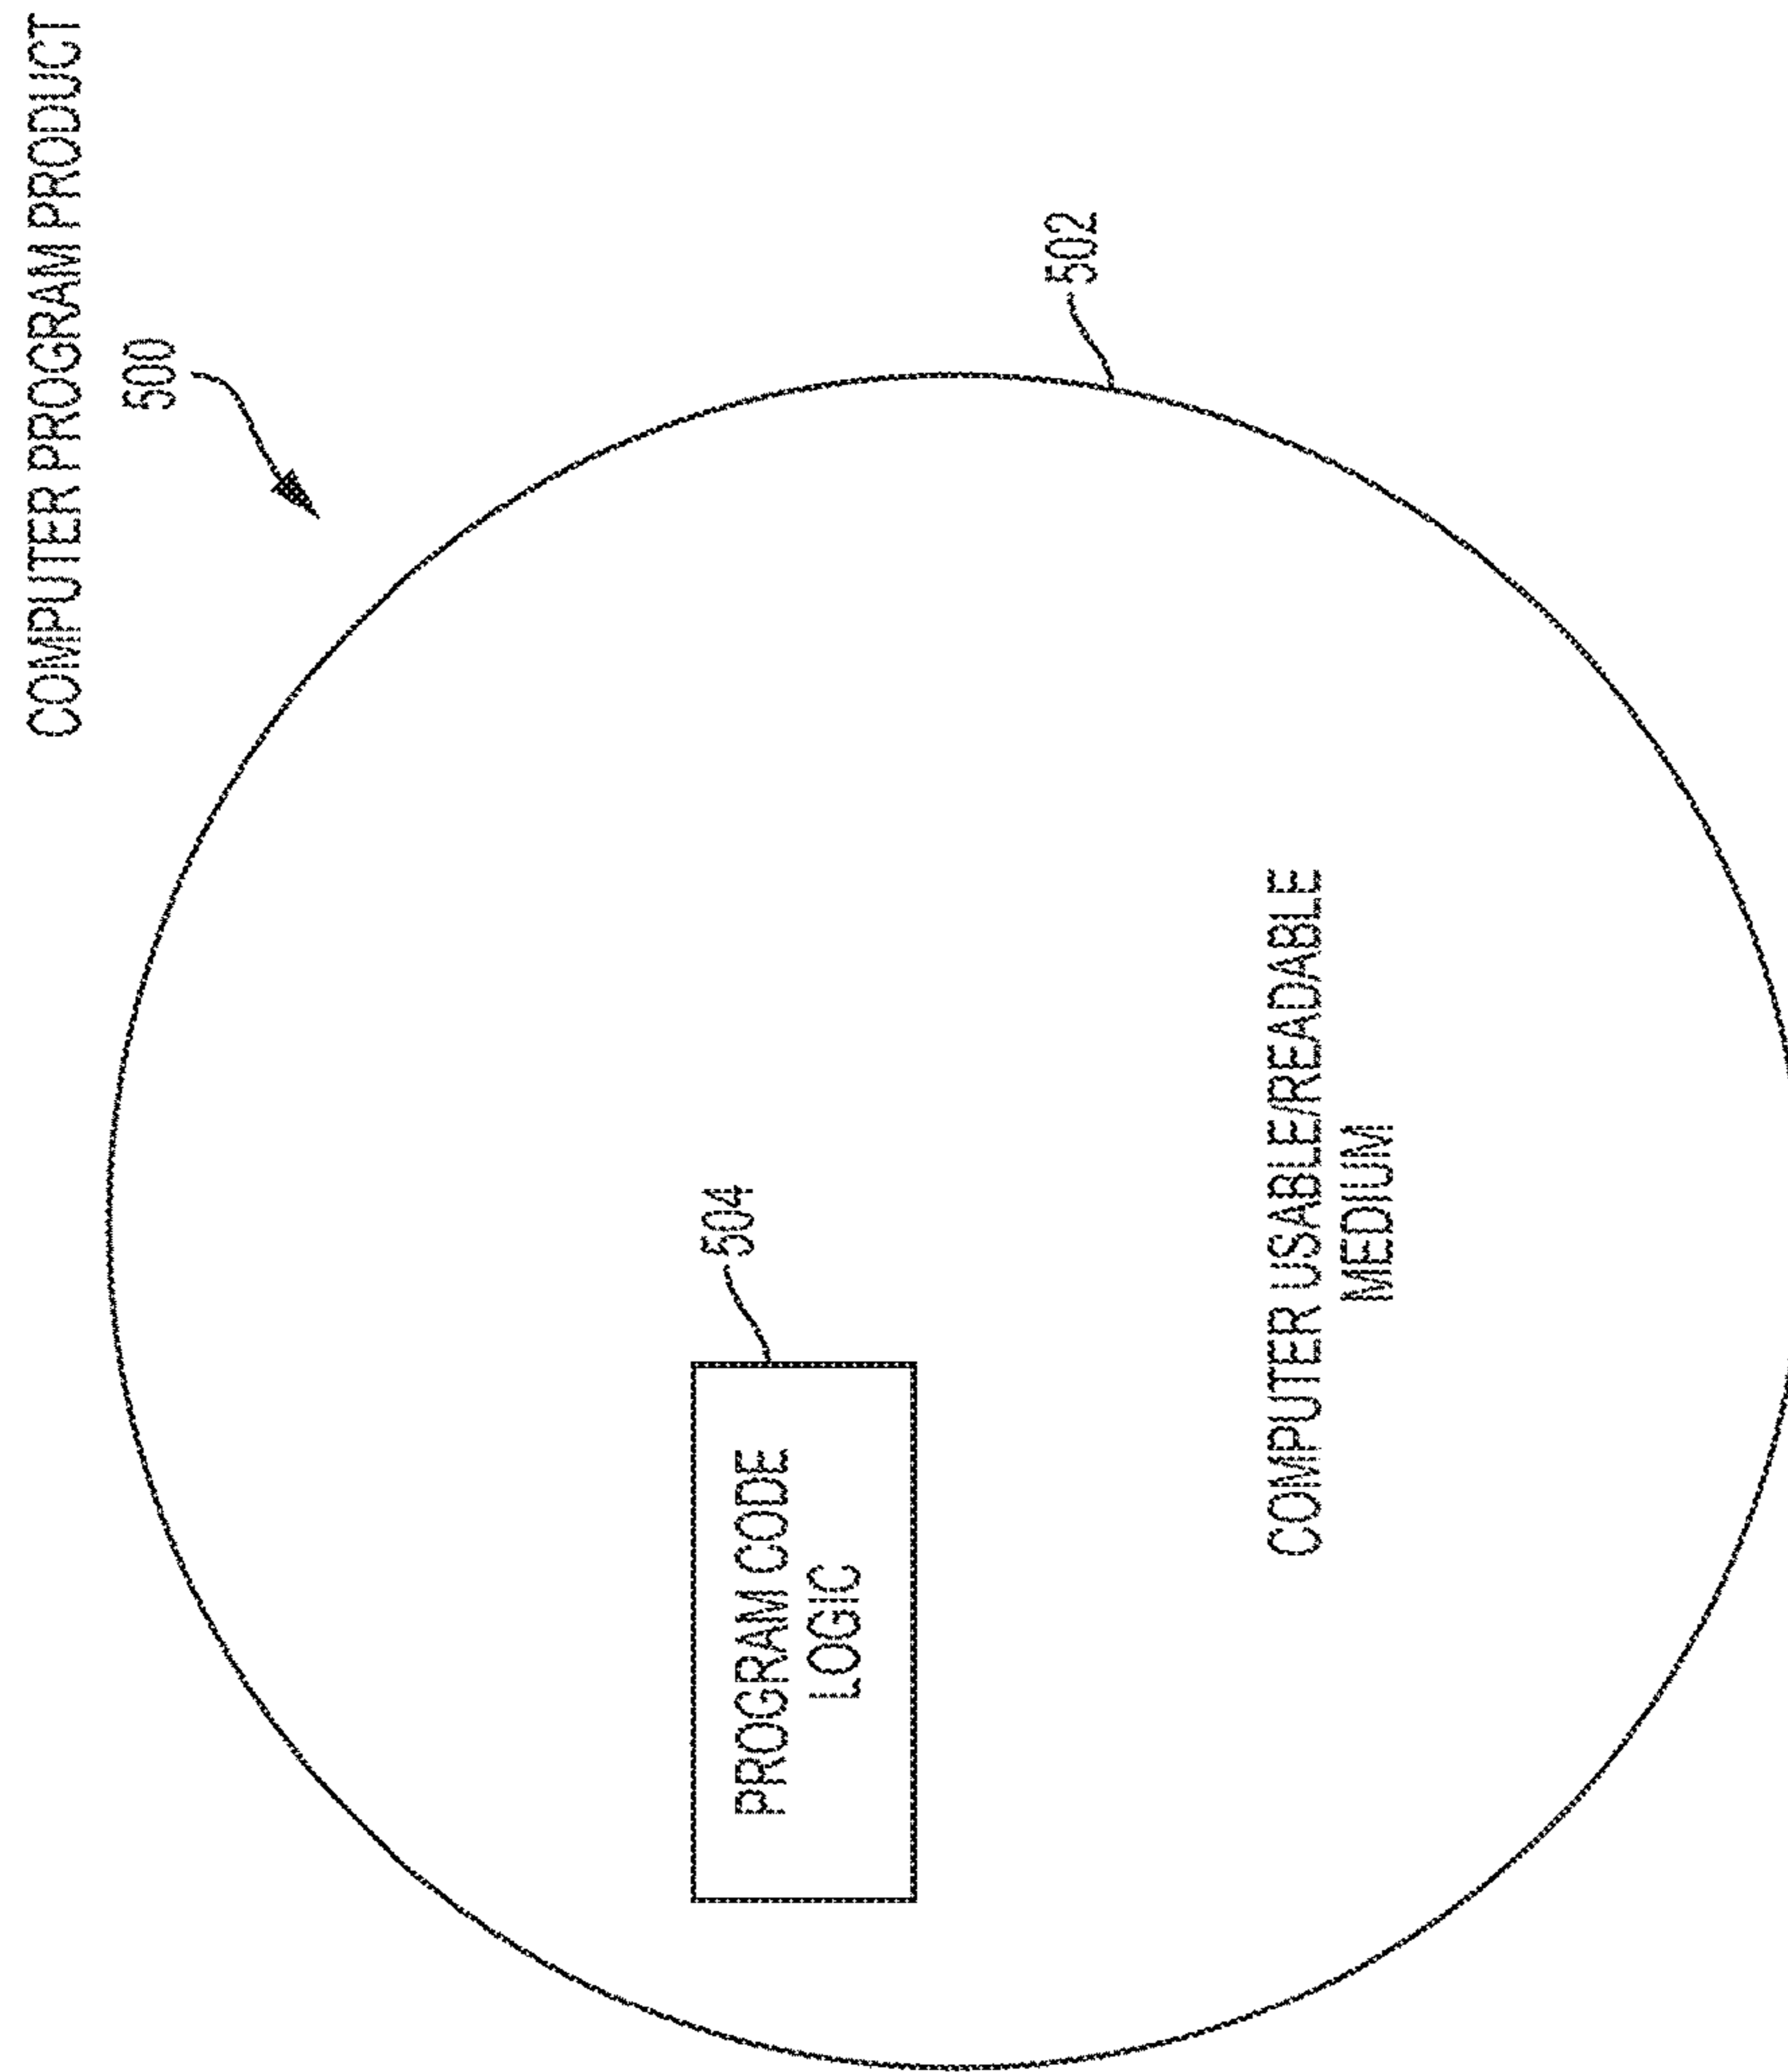 COMPUTER PROGRAM PRODUCT
500
502
504
PROGRAM CODE
LOGIC
COMPUTER USABLE/READABLE
MEDIUM